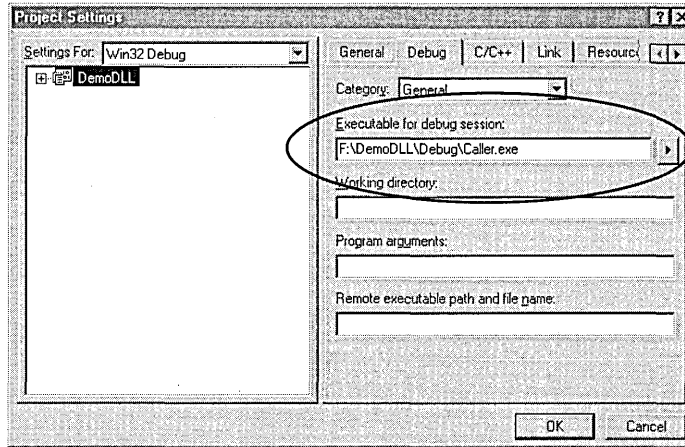 Project Settings
Settings For: Win32 Debug
DemoDLL
General Debug C/C++ Link
Category: General
Executable for debug session:
F:\DemoDLL\Debug\Caller.exe
Working directory:
Program arguments:
Remote executable path and file name:
OK Cancel